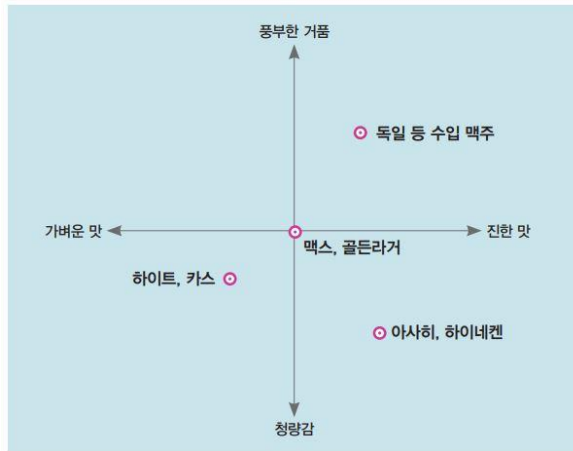 풍부한 거품
독일 등 수입 맥주
가벼운 맛
진한 맛
맥스, 골든라거
하이트, 카스
아사히, 하이네켄
청량감